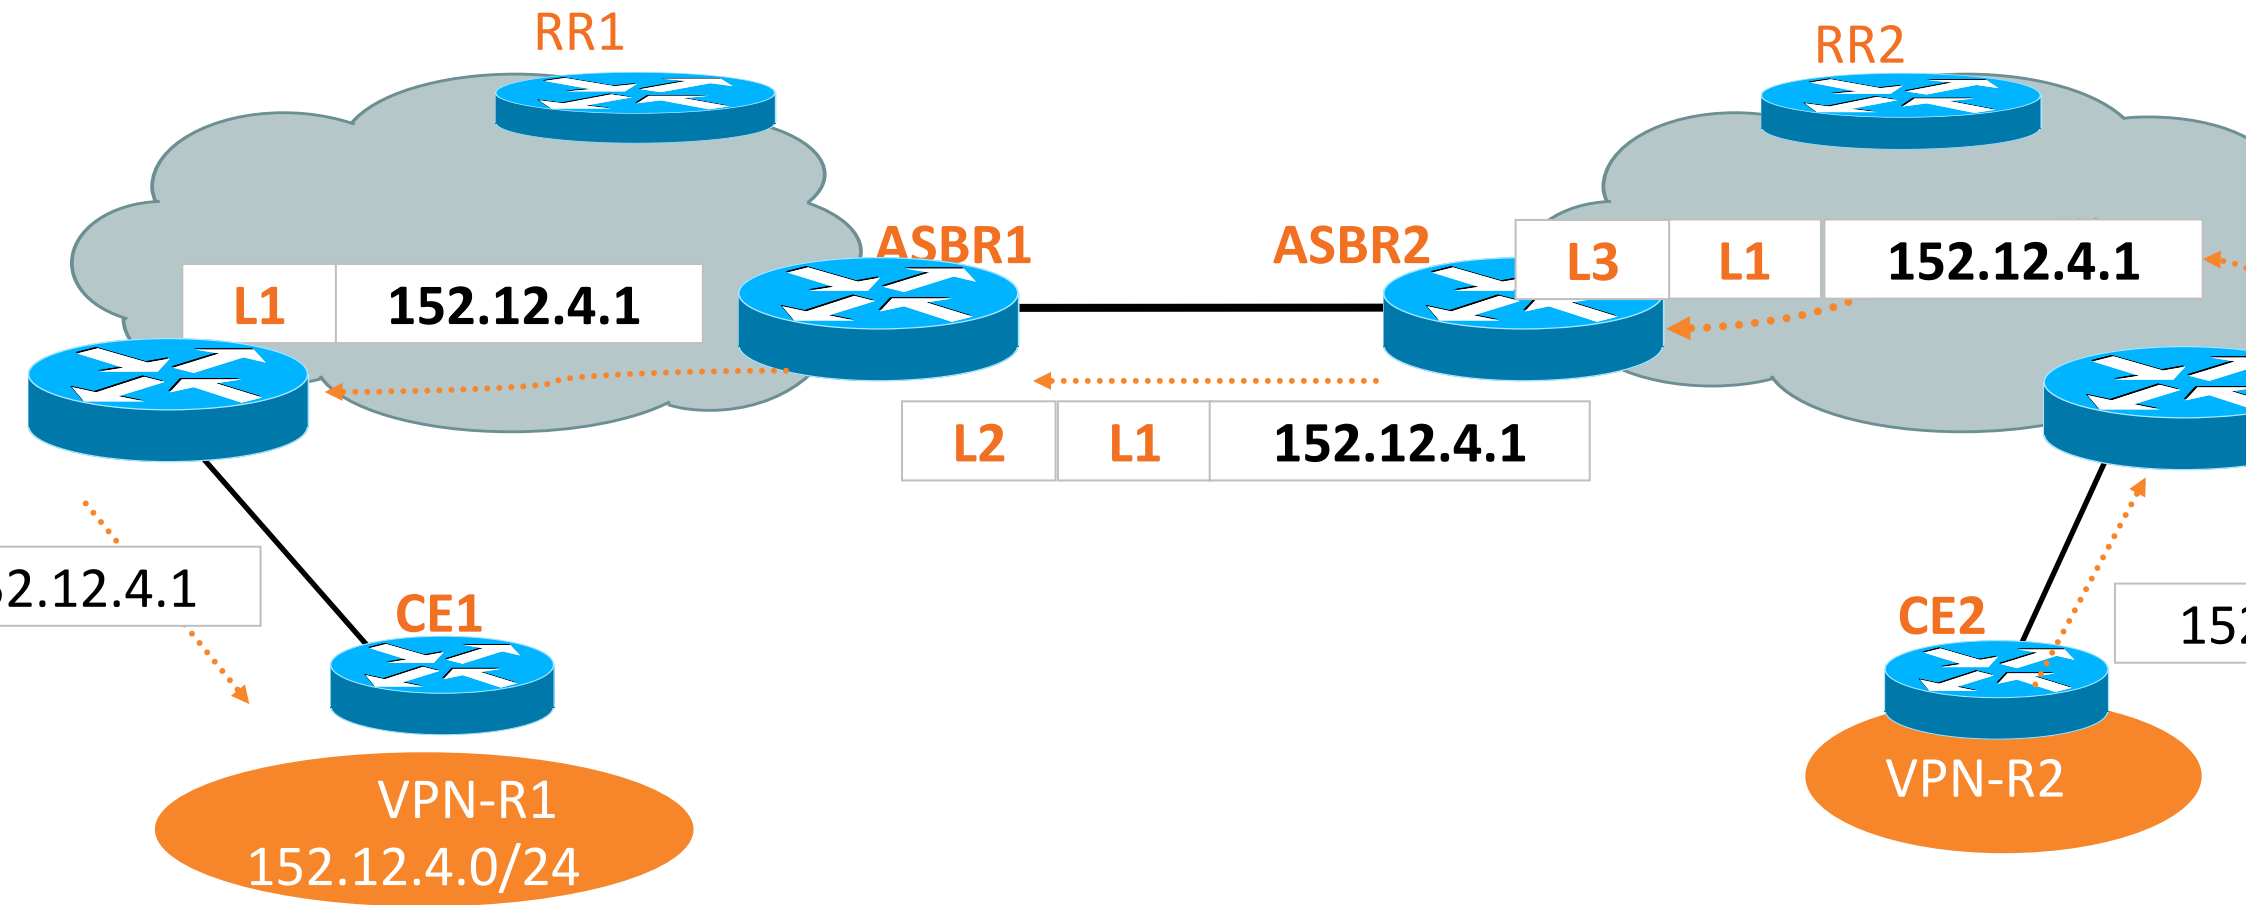 RR1
RR2
ASBR1
ASBR2
L3 L1 152.12.4.1
L1 152.12.4.1
L2 L1 152.12.4.1
2.12.4.1
CE1
CE2
152
VPN-R1
152.12.4.0/24
VPN-R2